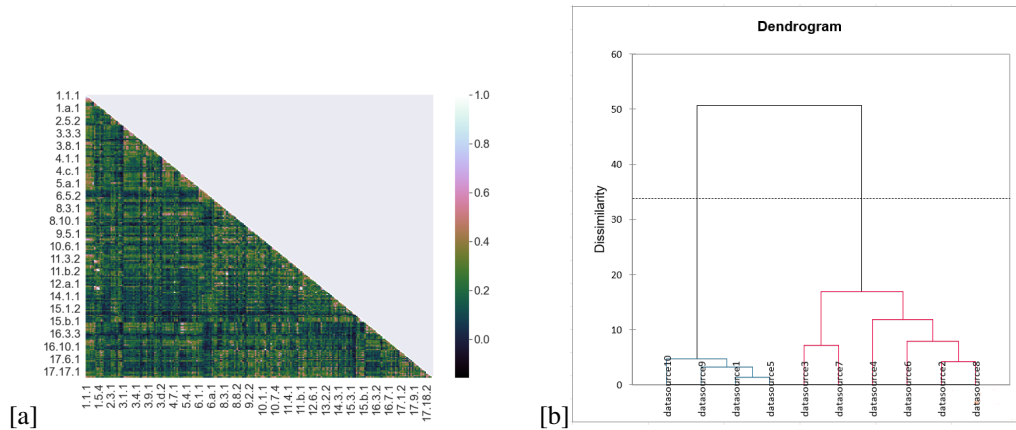 [a]
1.1.1
1.a.1
2.5.2
3.3.3
3.8.1
4.1.1
4.c.1
5.a.1
6.5.2
8.3.1
8.10.1
9.5.1
10.6.1
11.3.2
11.b.2
12.a.1
14.1.1
15.1.2
15.b.1
16.3.3
16.10.1
17.6.1
17.17.1
1.1.1
1.5.4
2.3.1
3.1.1
3.4.1
3.9.1
3.d.2
4.7.1
5.4.1
6.1.1
6.a.1
8.3.1
8.8.2
9.2.2
10.1.1
10.7.4
11.4.1
11.b.1
12.6.1
13.2.2
14.3.1
15.3.1
15.b.1
16.3.2
16.7.1
17.1.2
17.9.1
17.18.2
1.0
0.8
0.6
0.4
0.2
0.0
[b]
Dendrogram
Dissimilarity
60
50
40
30
20
10
0
datasource10
datasource9
datasource1
datasource5
datasource3
datasource7
datasource4
datasource6
datasource2
datasource8